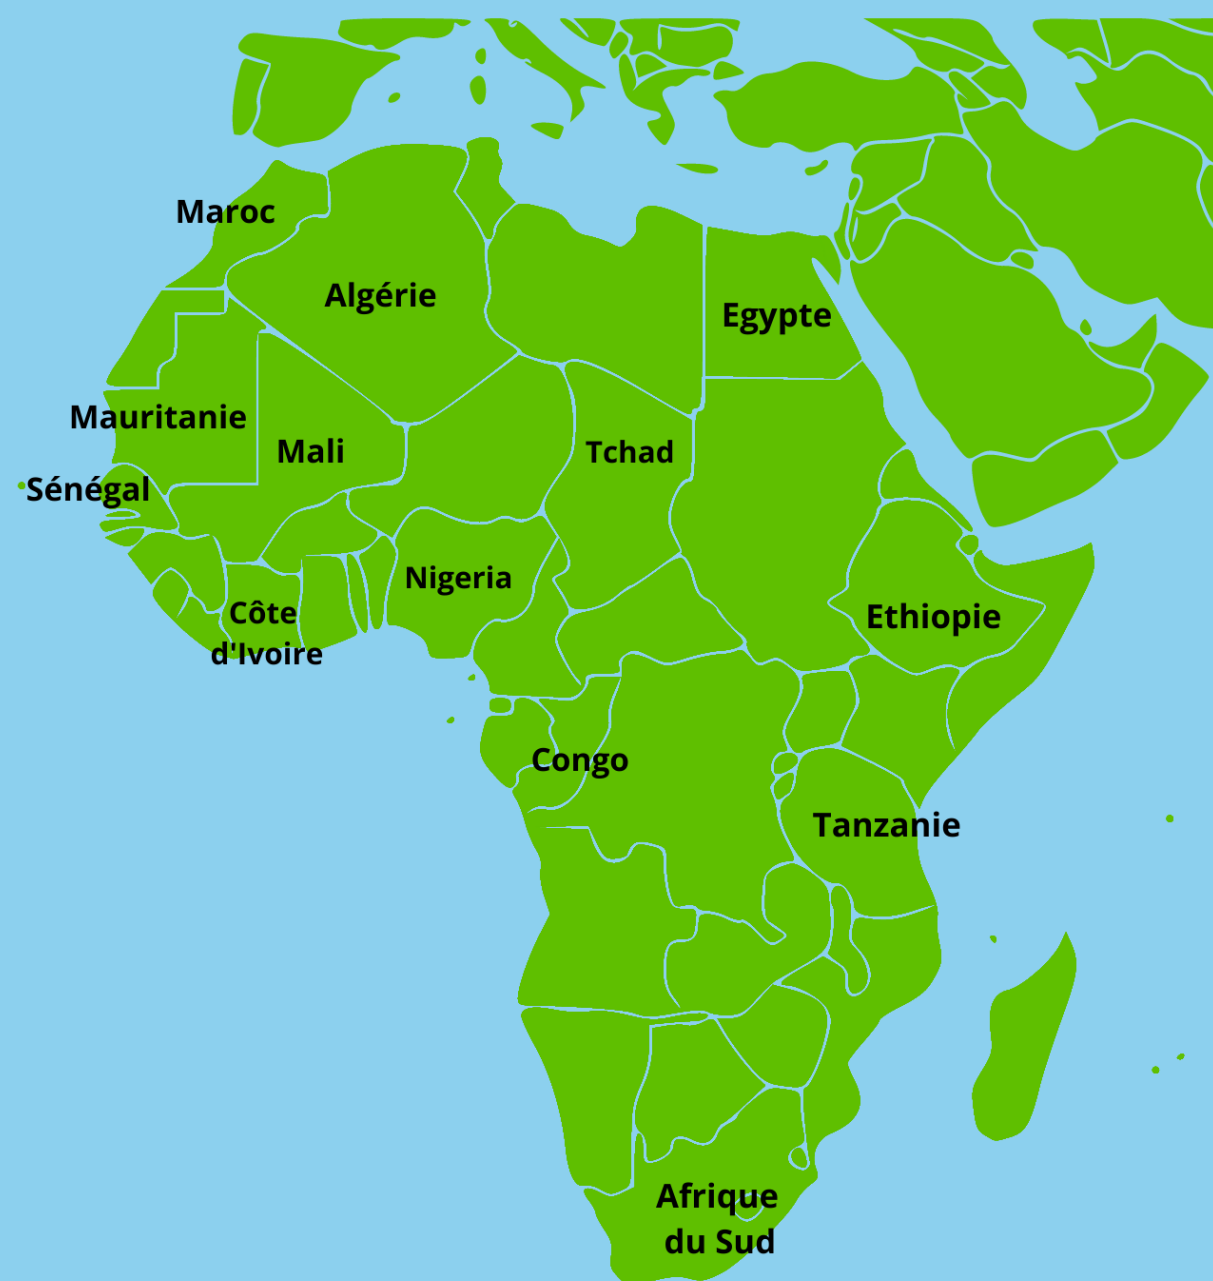 Maroc
Algérie
Egypte
Mauritanie
Mali
Tchad
Sénégal
Nigeria
Côte
d'Ivoire
Ethiopie
Congo
Tanzanie
Afrique
du Sud